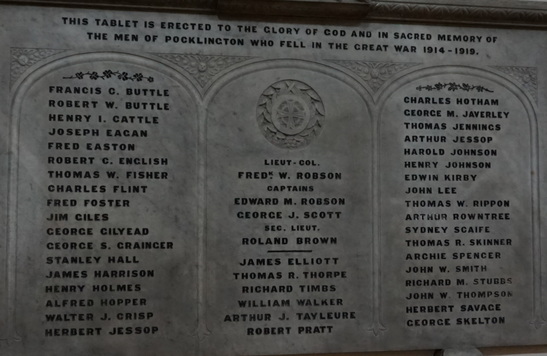 THIS TABLET IS ERECTED TO THE GLORY OF GOD AND IN SACRED MEMORY OF
THE MEN OF POCKLINGTON WHO FELL IN THE GREAT WAR 1914-1919.
FRANCIS C. BUTTLE
ROBERT W. BUTTLE
HENRY I. CATTLE
JOSEPH EAGAN
FRED EASTON
ROBERT C. ENGLISH
THOMAS W. FISHER
CHARLES FLINT
FRED FOSTER
JIM GILES
GEORGE GILYEAD
GEORGE S. GRAINGER
STANLEY HALL
JAMES HARRISON
HENRY HOLMES
ALFRED HOPPER
WALTER J. CRISP
HERBERT JESSOP
LIEUT-COL.
FREDK W. ROBSON
CAPTAINS
EDWARD M. ROBSON
GEORGE J. SCOTT
SEC. LIEUT.
ROLAND BROWN
JAMES ELLIOTT
THOMAS R. THORPE
RICHARD TIMBS
WILLIAM WALKER
ARTHUR J. TAYLEURE
ROBERT PRATT
CHARLES HOTHAM
GEORGE M. JAVERLEY
THOMAS JENNINGS
ARTHUR JESSOP
HAROLD JOHNSON
HENRY JOHNSON
EDWIN KIRBY
JOHN LEE
THOMAS W. RIPPON
ARTHUR ROWNTREE
SYDNEY SCAIFE
THOMAS R. SKINNER
ARCHIE SPENCER
JOHN W. SMITH
RICHARD M. STUBBS
JOHN W. THOMPSON
HERBERT SAVAGE
GEORGE SKELTON